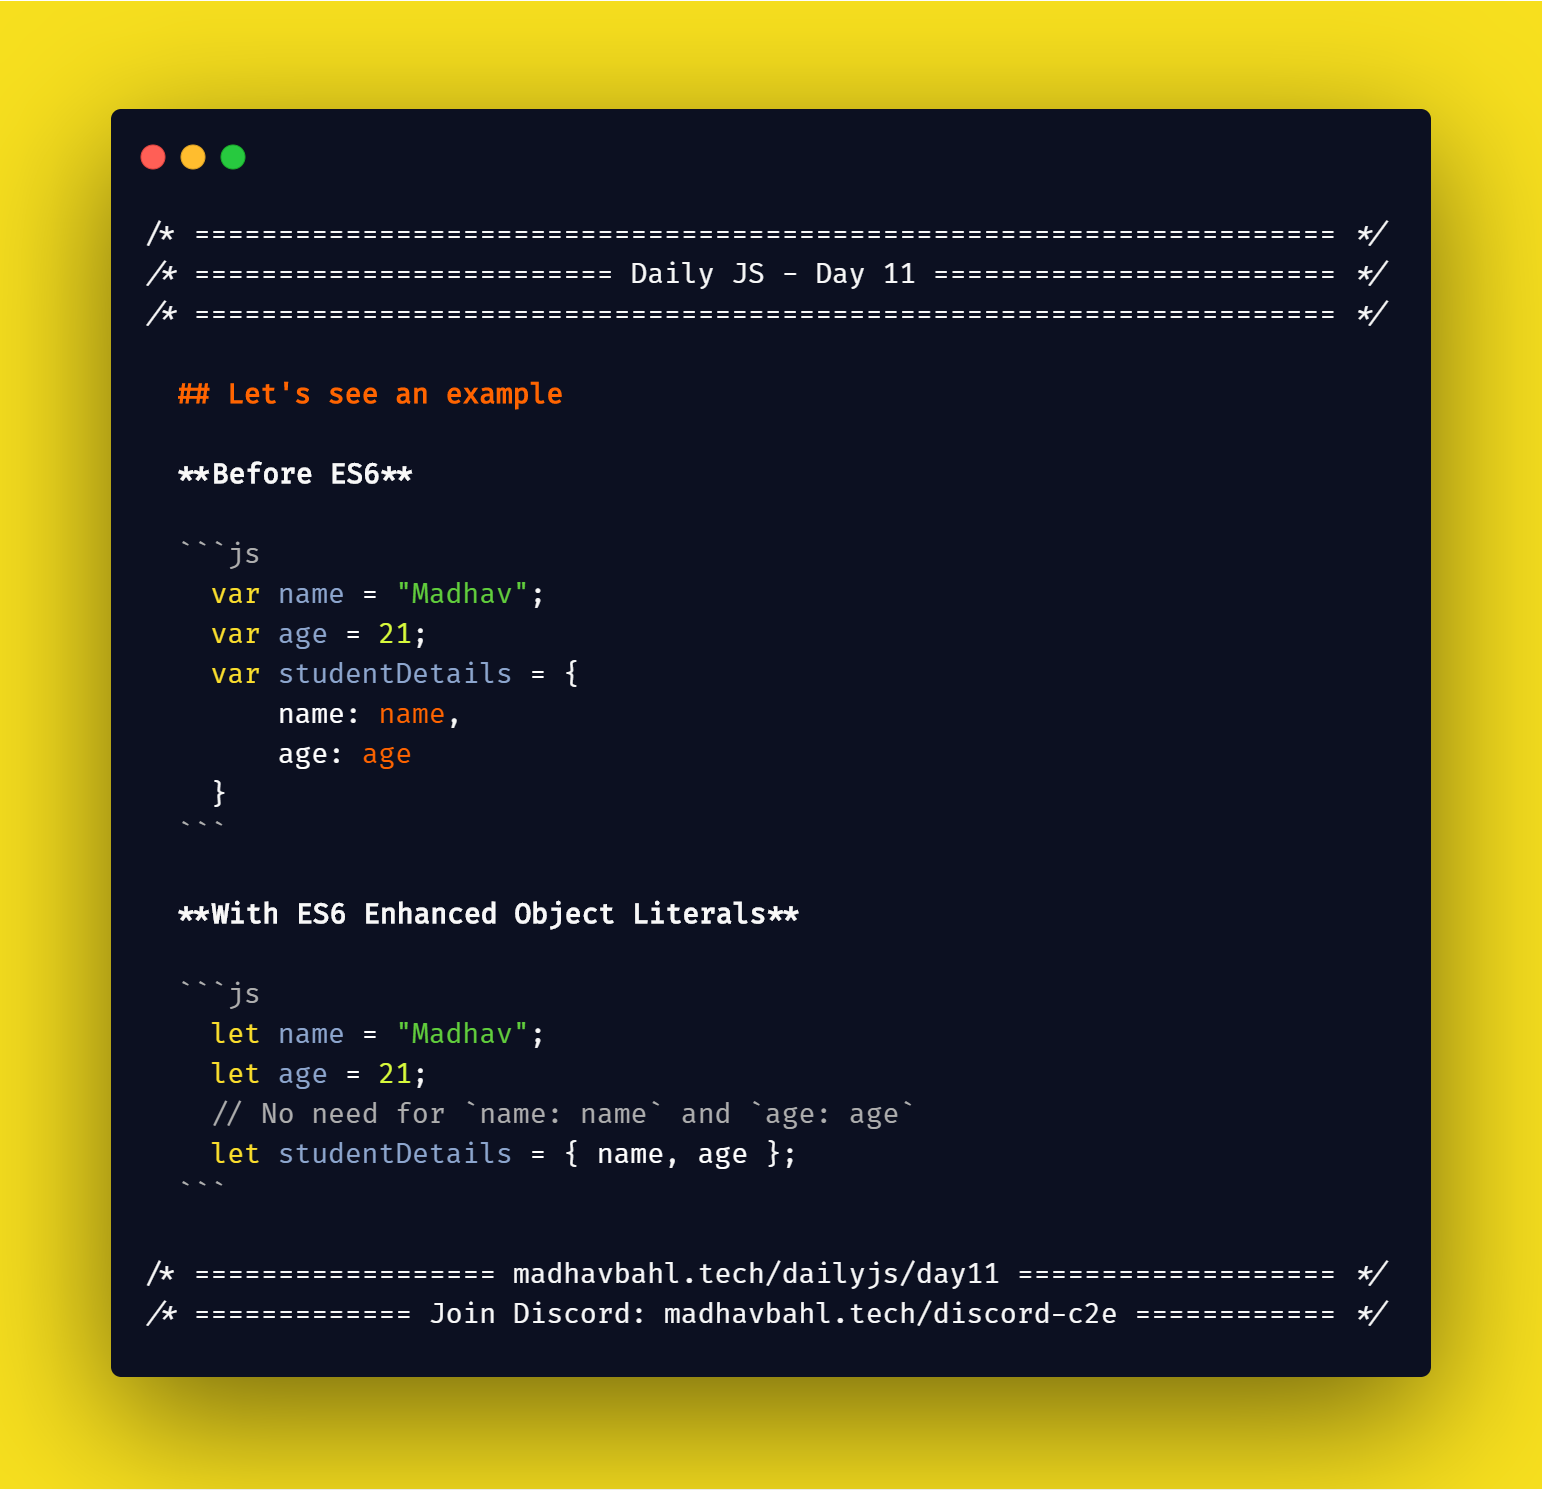 /* ==================================================================== */
/* ========================= Daily JS - Day 11 ======================== */
/* ==================================================================== */
## Let's see an example
**Before ES6**
```js
var name = "Madhav";
var age = 21;
var studentDetails = {
name: name,
age: age
}
```
**With ES6 Enhanced Object Literals**
```js
let name = "Madhav";
let age = 21;
// No need for `name: name` and `age: age`
let studentDetails = { name, age };
```
/* ================== madhavbahl.tech/dailyjs/day11 =================== */
/* ============= Join Discord: madhavbahl.tech/discord-c2e ============ */